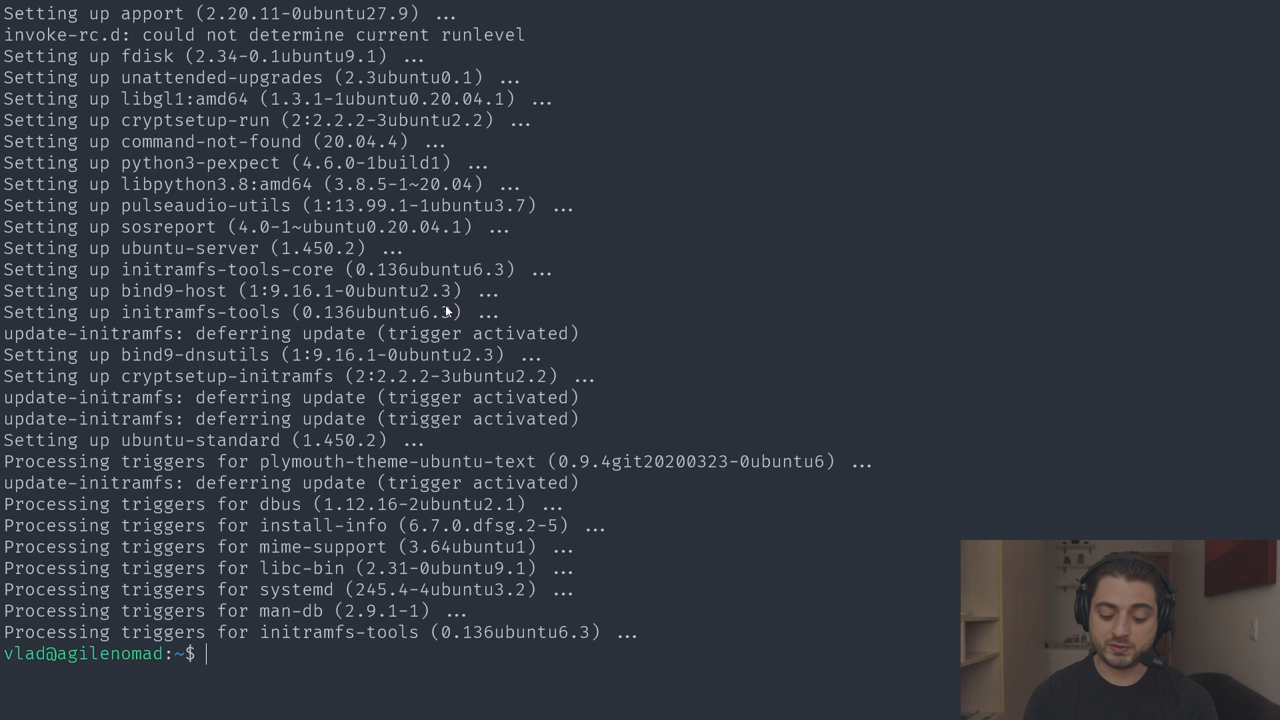 Setting up apport (2.20.11-0ubuntu27.9) ...
invoke-rc.d: could not determine current runlevel
Setting up fdisk (2.34-0.1ubuntu9.1) ...
Setting up unattended-upgrades (2.3ubuntu0.1) ...
Setting up libgl1:amd64 (1.3.1-1ubuntu0.20.04.1) ...
Setting up cryptsetup-run (2:2.2.2-3ubuntu2.2) ...
Setting up command-not-found (20.04.4) ...
Setting up python3-pexpect (4.6.0-1build1) ...
Setting up libpython3.8:amd64 (3.8.5-1~20.04) ...
Setting up pulseaudio-utils (1:13.99.1-1ubuntu3.7) ...
Setting up sosreport (4.0-1~ubuntu0.20.04.1) ...
Setting up ubuntu-server (1.450.2) ...
Setting up initramfs-tools-core (0.136ubuntu6.3) ...
Setting up bind9-host (1:9.16.1-0ubuntu2.3) ...
Setting up initramfs-tools (0.136ubuntu6.3) ...
update-initramfs: deferring update (trigger activated)
Setting up bind9-dnsutils (1:9.16.1-0ubuntu2.3) ...
Setting up cryptsetup-initramfs (2:2.2.2-3ubuntu2.2) ...
update-initramfs: deferring update (trigger activated)
update-initramfs: deferring update (trigger activated)
Setting up ubuntu-standard (1.450.2) ...
Processing triggers for plymouth-theme-ubuntu-text (0.9.4git20200323-0ubuntu6) ...
update-initramfs: deferring update (trigger activated)
Processing triggers for dbus (1.12.16-2ubuntu2.1) ...
Processing triggers for install-info (6.7.0.dfsg.2-5) ...
Processing triggers for mime-support (3.64ubuntu1) ...
Processing triggers for libc-bin (2.31-0ubuntu9.1) ...
Processing triggers for systemd (245.4-4ubuntu3.2) ...
Processing triggers for man-db (2.9.1-1) ...
Processing triggers for initramfs-tools (0.136ubuntu6.3) ...
vlad@agilenomad:~$